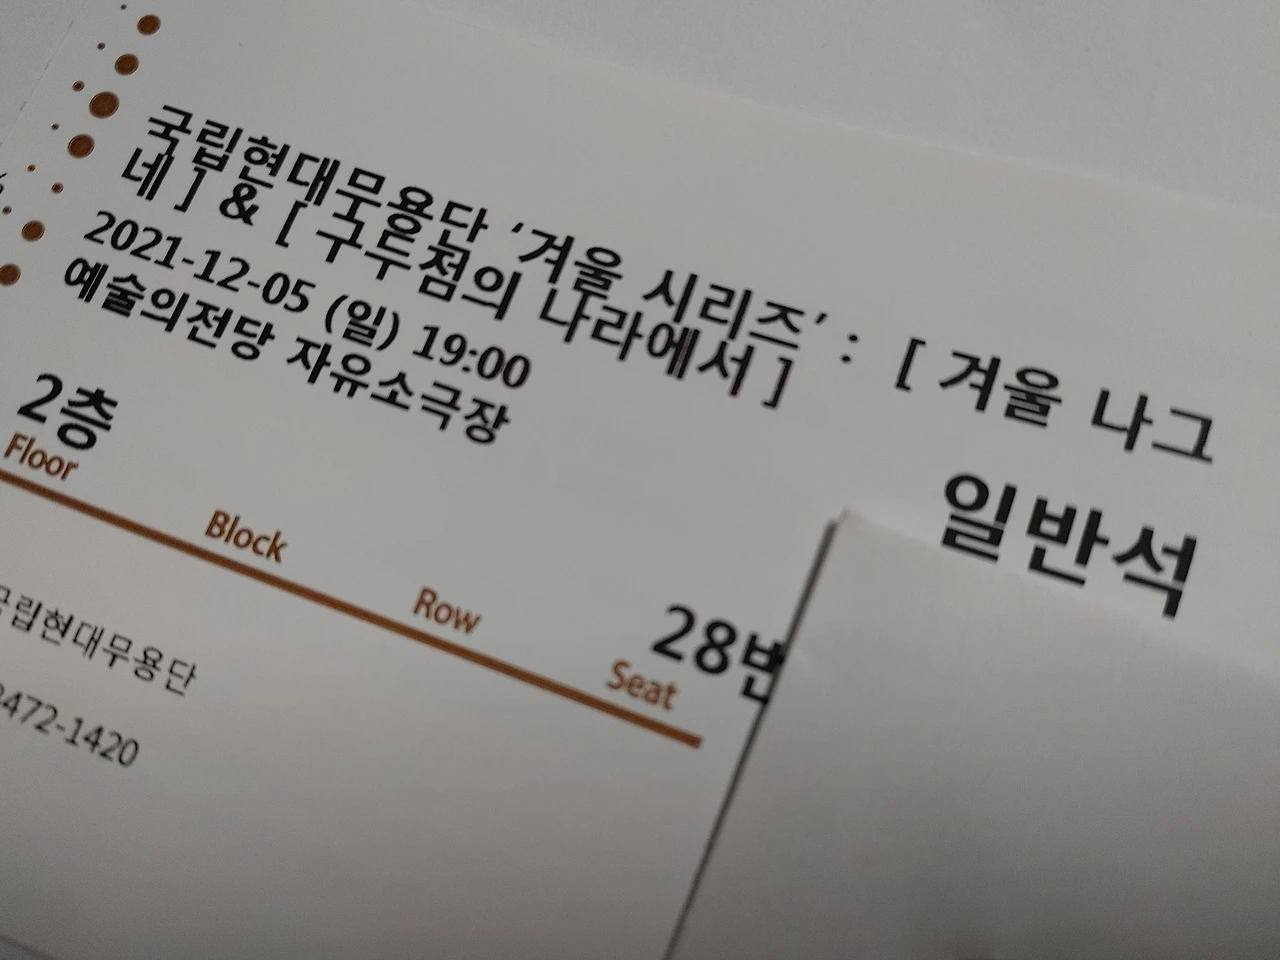 국립현대무용단 '겨울 시리즈' : [ 겨울 나그
네 ] & [ 구두점의 나라에서 ]
2021-12-05 (일) 19:00
예술의전당 자유소극장
일반석
2층
28번
Floor Block Row Seat
국립현대무용단
3472-1420